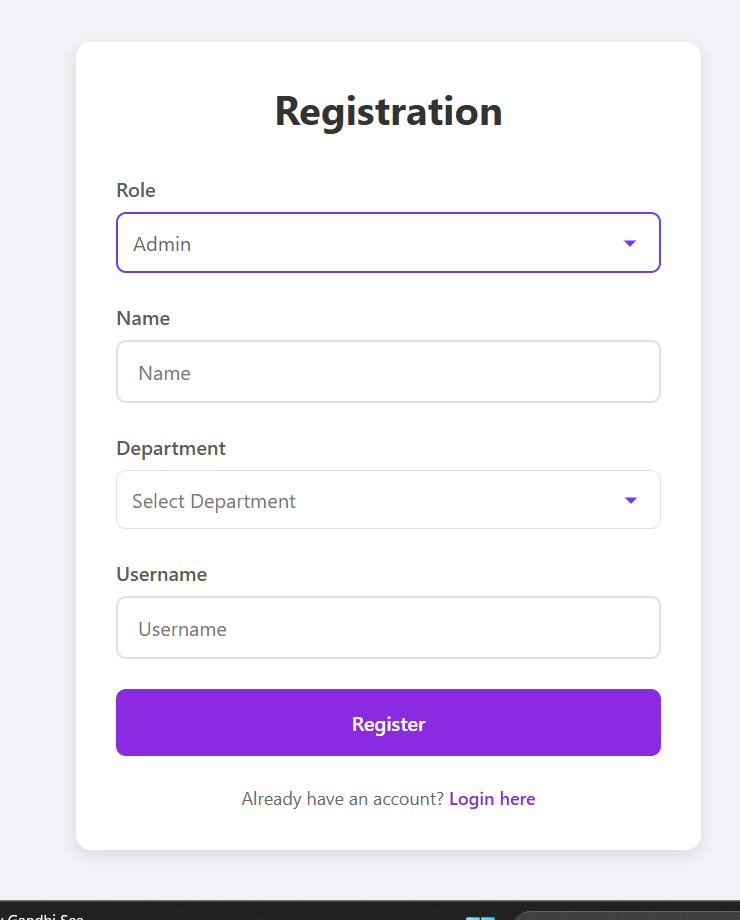 Registration
Role
Admin
Name
Name
Department
Select Department
Username
Username
Register
Already have an account? Login here
Gandhi Sea